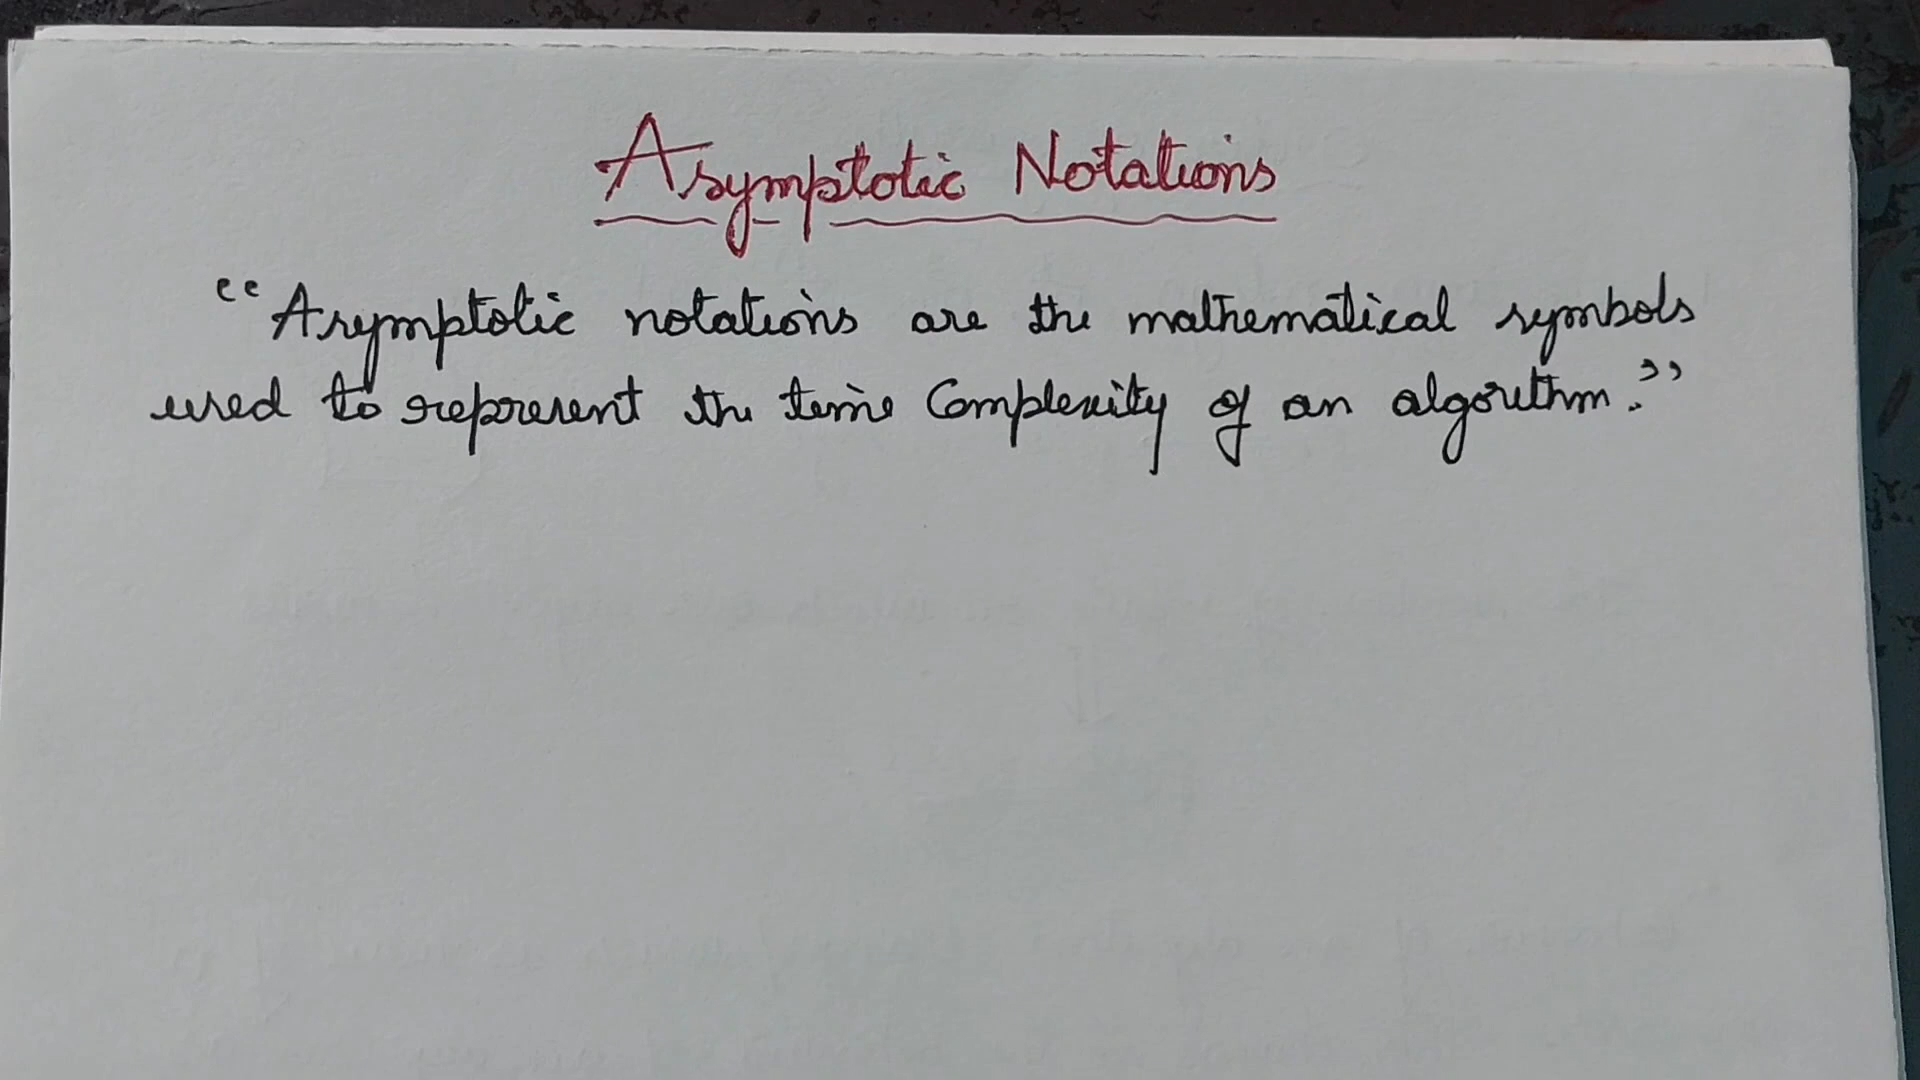 Asymptotic Notations
"Asymptotic notations are the mathematical symbols
used to represent the time Complexity of an algorithm."